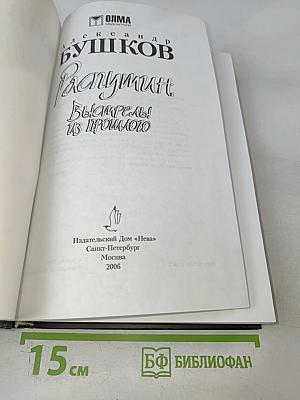 ОЛМА
Александр
БУШКОВ
Распутин.
Выстрелы
из прошлого
Издательский Дом «Нева»
Санкт-Петербург
Москва
2006
15 см
БФ БИБЛИОФАН